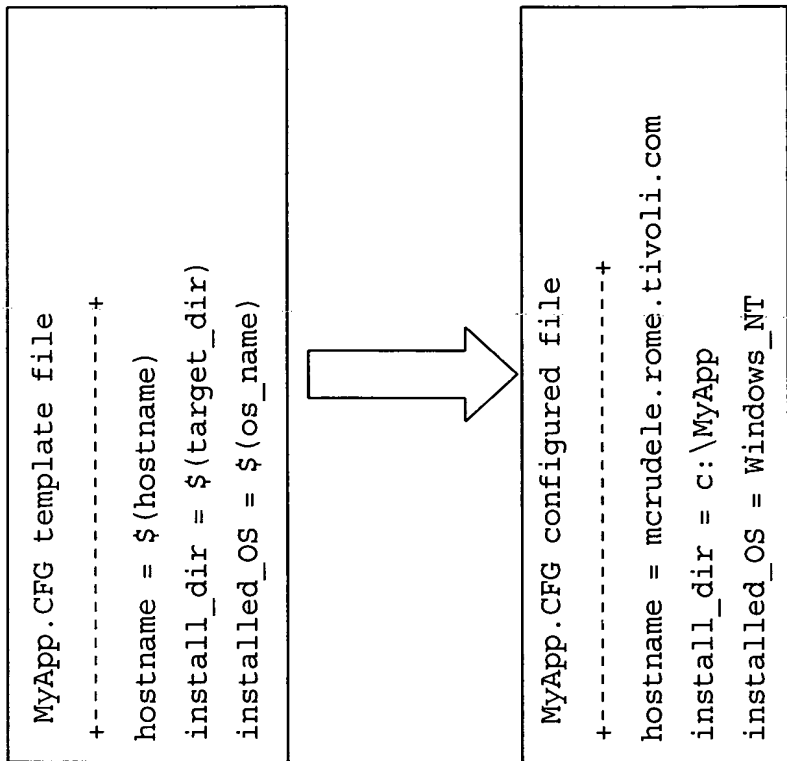 MyApp.CFG template file
+--------------------+
hostname = $(hostname)
install_dir = $(target_dir)
installed_OS = $(os_name)
MyApp.CFG configured file
+----------------------+
hostname = mcrudele.rome.tivoli.com
install_dir = c:\MyApp
installed_OS = Windows_NT